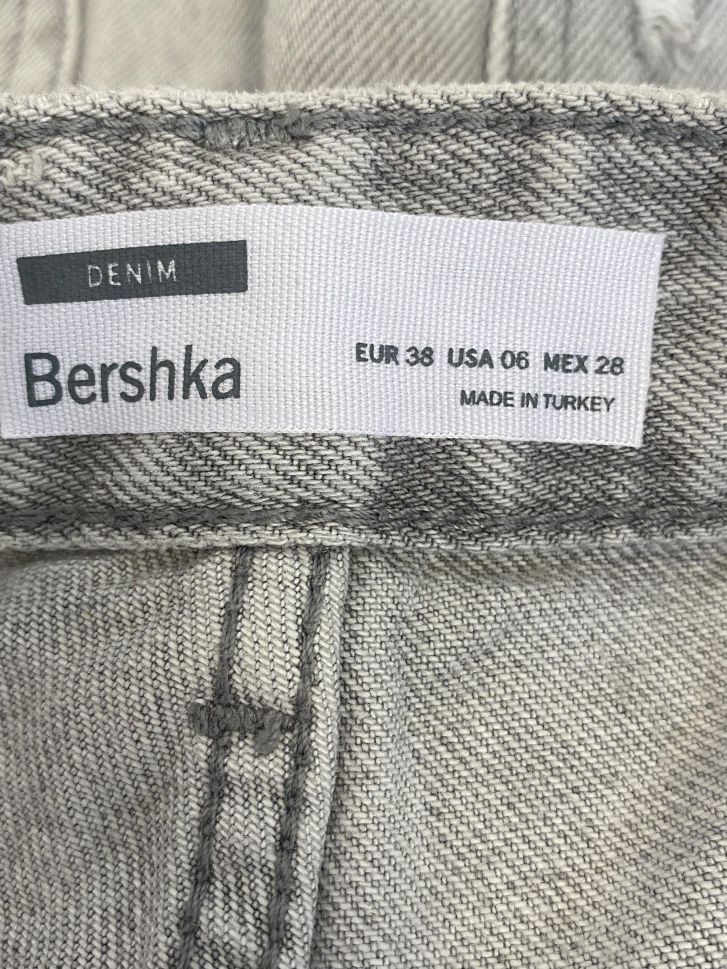 DENIM
Bershka
EUR 38 USA 06 MEX 28
MADE IN TURKEY